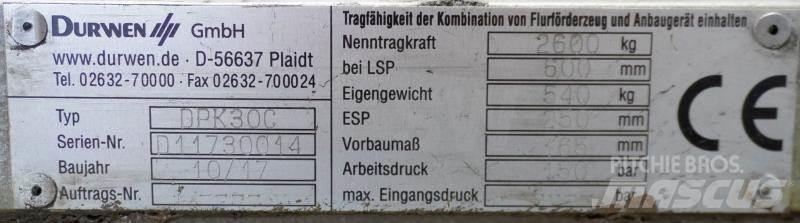 DURWEN GmbH
www.durwen.de · D-56637 Plaidt
Tel. 02632-70000 · Fax 02632-700024
Typ DPK30C
Serien-Nr. D11730014
Baujahr 10/17
Auftrags-Nr. -----
Tragfähigkeit der Kombination von Flurförderzeug und Anbaugerät einhalten
Nenntragkraft 2600 kg
bei LSP 600 mm
Eigengewicht 540 kg
ESP 250 mm
Vorbaumaß mm
Arbeitsdruck 150 bar
max. Eingangsdruck bar
CE
RITCHIE BROS.
MASCUS